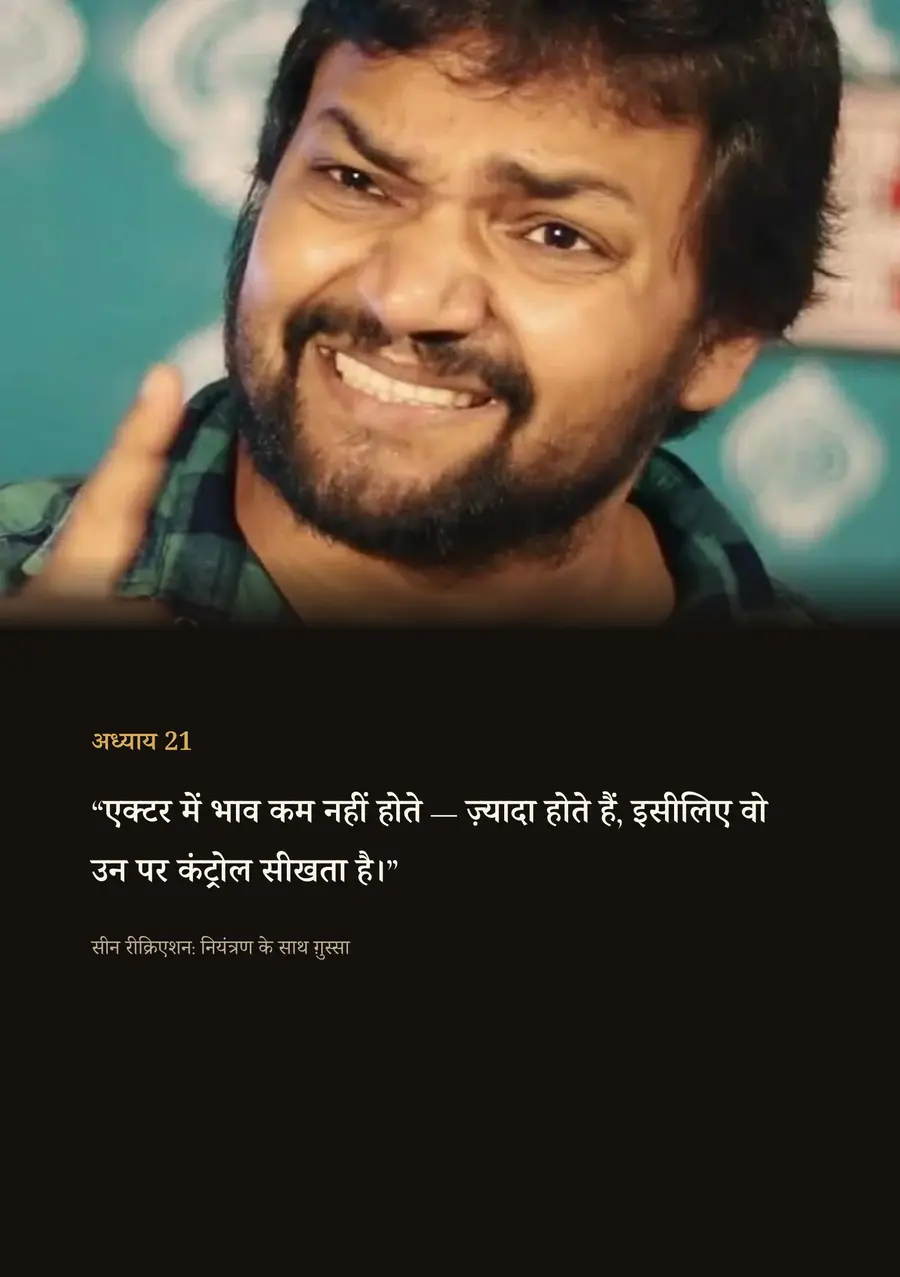 अध्याय 21
“एक्टर में भाव कम नहीं होते — ज़्यादा होते हैं, इसीलिए वो
उन पर कंट्रोल सीखता है।”
सीन रीक्रिएशन: नियंत्रण के साथ ग़ुस्सा